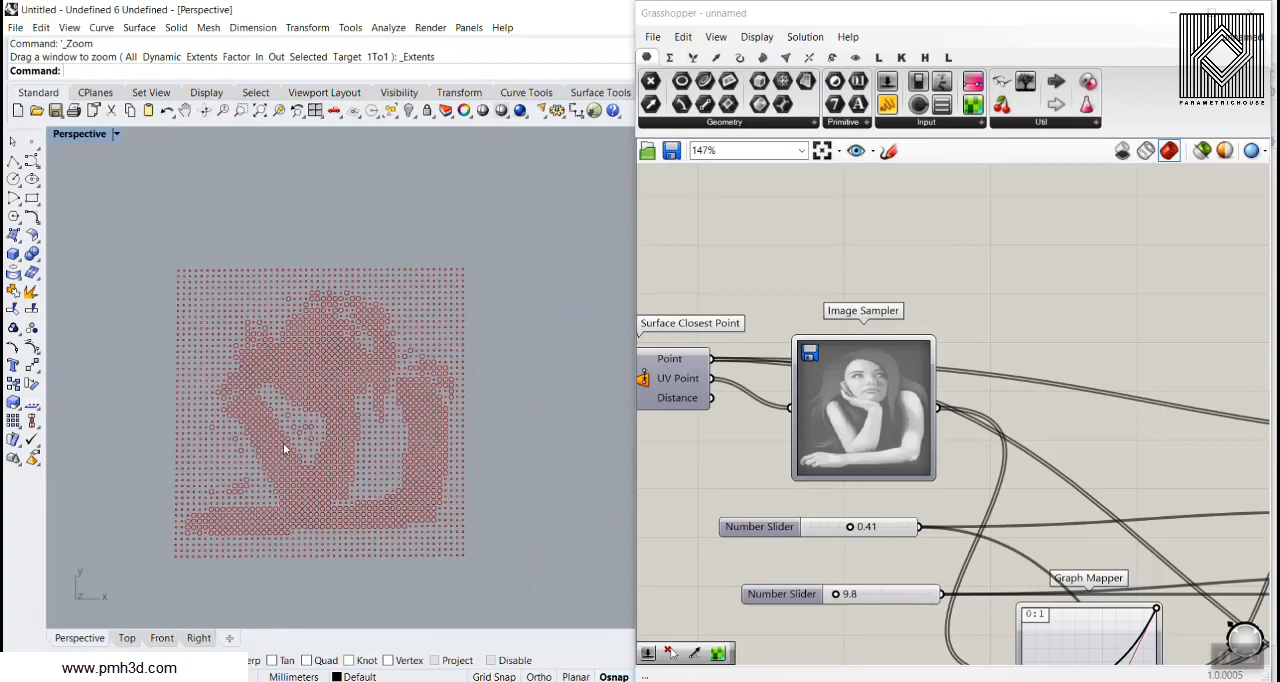 Untitled - Undefined 6 Undefined - [Perspective]
File Edit View Curve Surface Solid Mesh Dimension Transform Tools Analyze Render Panels Help
Command: '_Zoom
Drag a window to zoom ( All Dynamic Extents Factor In Out Selected Target 1To1 ): _Extents
Command:
Standard CPlanes Set View Display Select Viewport Layout Visibility Transform Curve Tools Surface Tools
Perspective
y
z x
Perspective Top Front Right
erp Tan Quad Knot Vertex Project Disable
Millimeters Default Grid Snap Ortho Planar Osnap
www.pmh3d.com
Grasshopper - unnamed
File Edit View Display Solution Help
L K H L
Geometry Primitive Input Util
147%
PARAMETRICHOUSE
Image Sampler
Surface Closest Point
Point
UV Point
Distance
Number Slider 0.41
Graph Mapper
Number Slider 9.8
0:1
...
1.0.0005